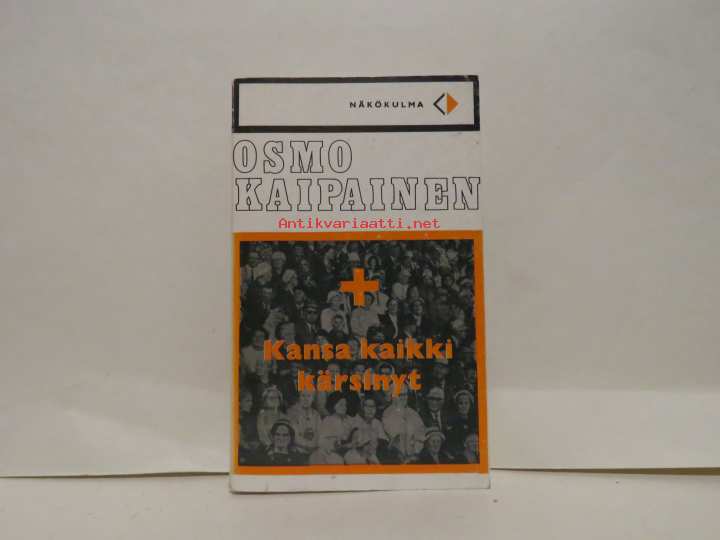 NÄKÖKULMA
OSMO
KAIPAINEN
Antikvariaatti.net
Kansa kaikki
kärsinyt